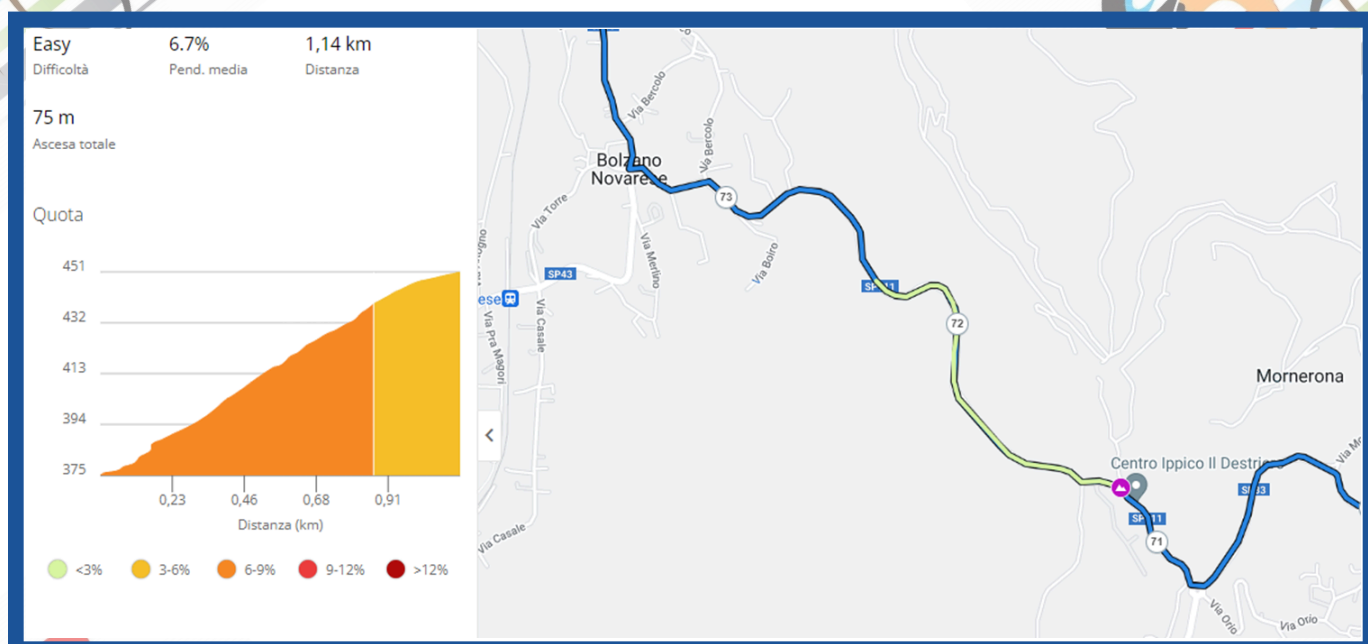 Easy
6.7%
1,14 km
Difficoltà
Pend. media
Distanza
75 m
Ascesa totale
Quota
451
432
413
394
375
0,23
0,46
0,68
0,91
Distanza (km)
<3%
3-6%
6-9%
9-12%
>12%
Via Bercolo
Via Bercolo
Bolzano
Novarese
73
Via Torre
Via Merlino
Via Boiro
SP43
Via Casale
Via Pra Magori
Via Casale
72
Mornerona
Centro Ippico Il Destriero
71
Via Orio
Via Orio